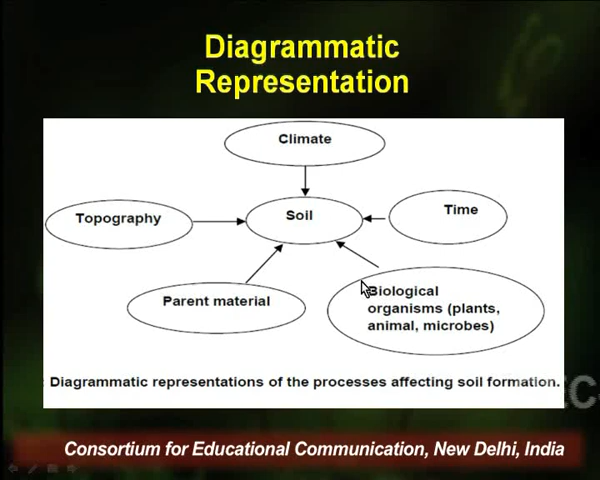 Diagrammatic
Representation
Climate
Topography
Soil
Time
Parent material
Biological
organisms (plants,
animal, microbes)
Diagrammatic representations of the processes affecting soil formation.
EC
Consortium for Educational Communication, New Delhi, India